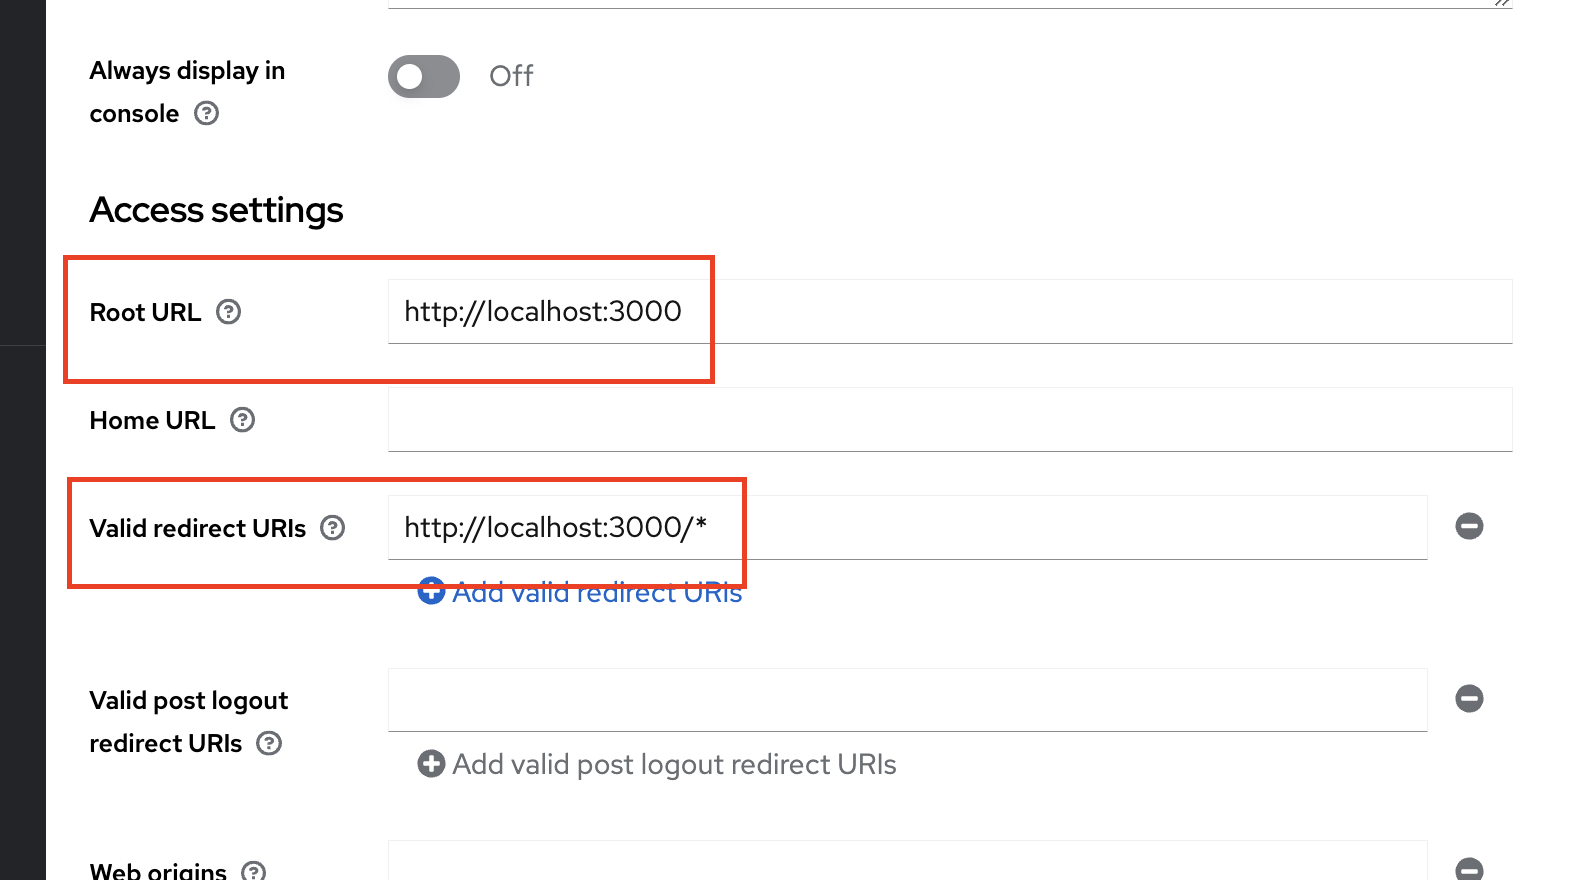 Always display in
console
Off
Access settings
Root URL
http://localhost:3000
Home URL
Valid redirect URIs
http://localhost:3000/*
Add valid redirect URIs
Valid post logout
redirect URIs
Add valid post logout redirect URIs
Web origins